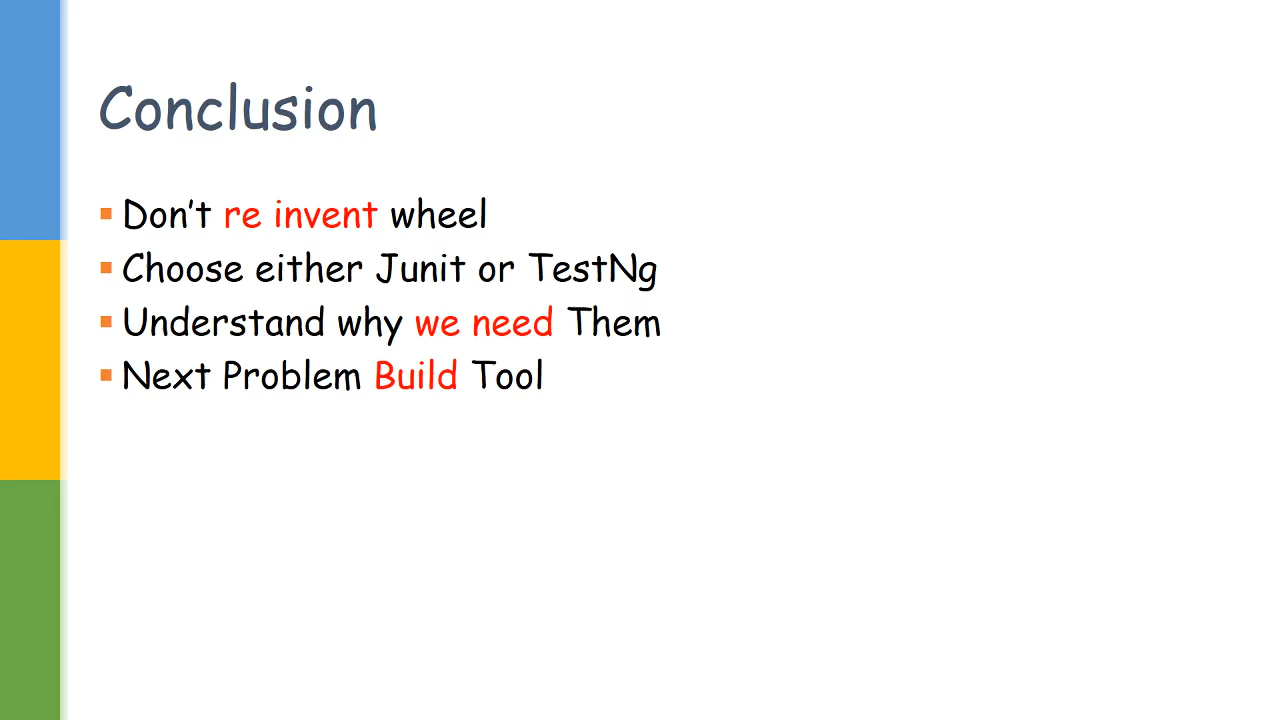 Conclusion
Don't re invent wheel
Choose either Junit or TestNg
Understand why we need Them
Next Problem Build Tool